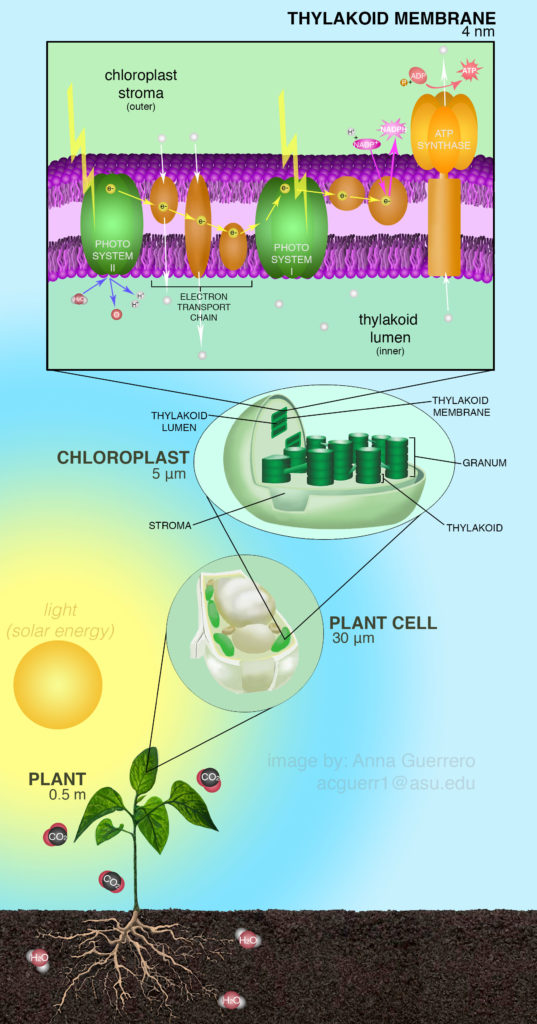 THYLAKOID MEMBRANE
4 nm
chloroplast
stroma
(outer)
P
ADP
ATP
H+
NADP+
NADPH
ATP
SYNTHASE
e-
e-
e-
e-
e-
e-
e-
PHOTO
SYSTEM
II
PHOTO
SYSTEM
I
H2O
H+
H+
ELECTRON
TRANSPORT
CHAIN
thylakoid
lumen
(inner)
THYLAKOID
LUMEN
THYLAKOID
MEMBRANE
CHLOROPLAST
5 µm
GRANUM
STROMA
THYLAKOID
light
(solar energy)
PLANT CELL
30 µm
image by: Anna Guerrero
acguerr1@asu.edu
PLANT
0.5 m
CO2
CO2
CO2
H2O
H2O
H2O